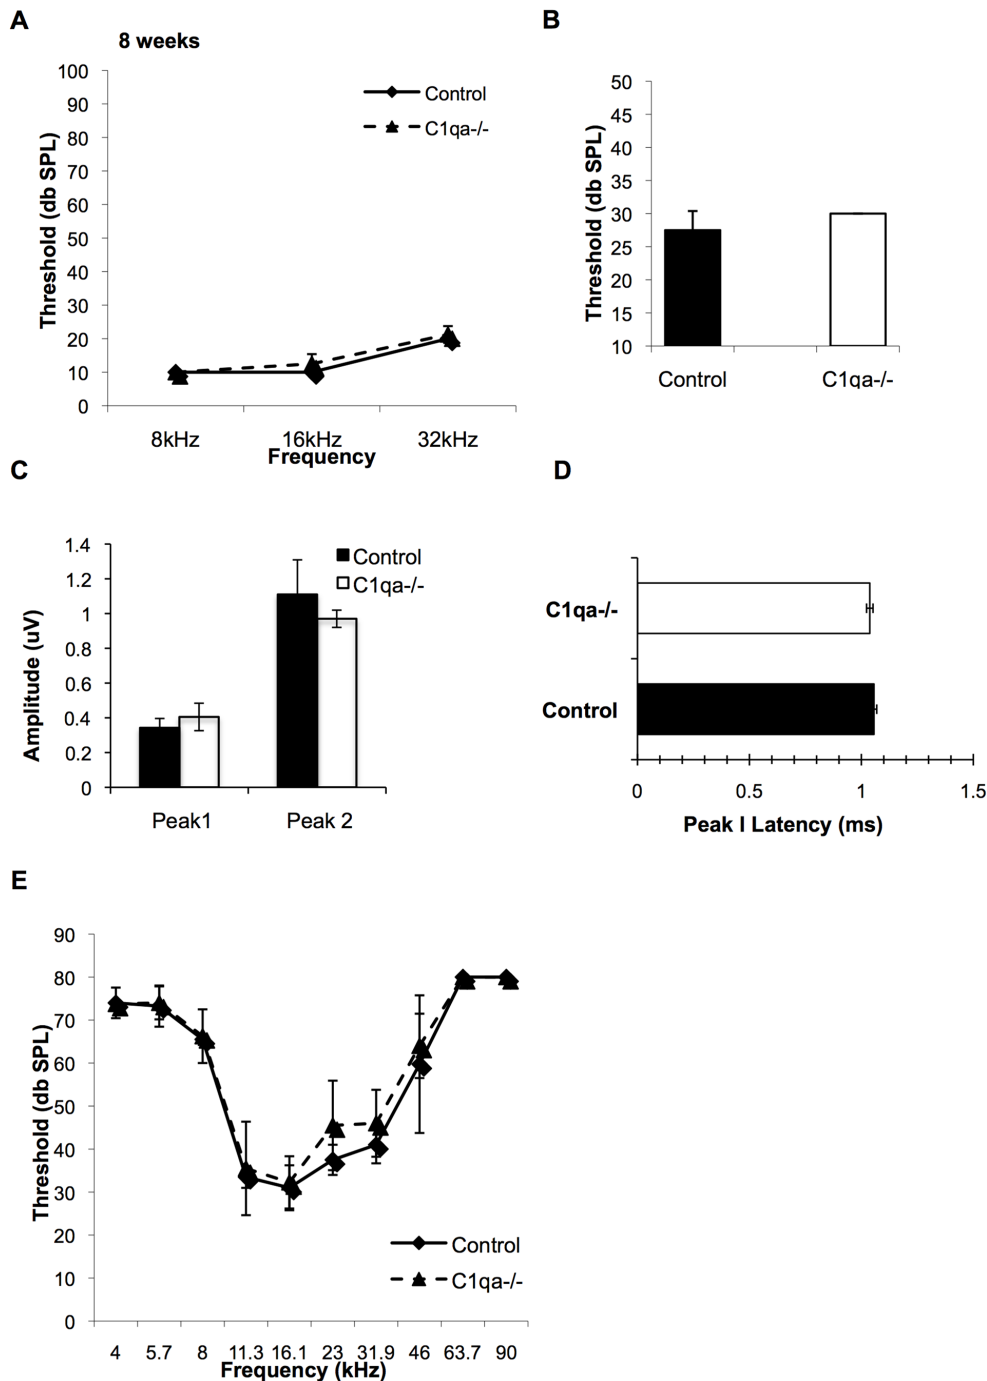 A
8 weeks
Threshold (db SPL)
100
90
80
70
60
50
40
30
20
10
0
Control
C1qa-/-
8kHz 16kHz 32kHz
Frequency
B
Threshold (db SPL)
50
45
40
35
30
25
20
15
10
Control C1qa-/-
C
Amplitude (uV)
1.4
1.2
1
0.8
0.6
0.4
0.2
0
Control
C1qa-/-
Peak1 Peak 2
D
C1qa-/-
Control
0 0.5 1 1.5
Peak I Latency (ms)
E
Threshold (db SPL)
90
80
70
60
50
40
30
20
10
0
Control
C1qa-/-
4 5.7 8 11.3 16.1 23 31.9 46 63.7 90
Frequency (kHz)